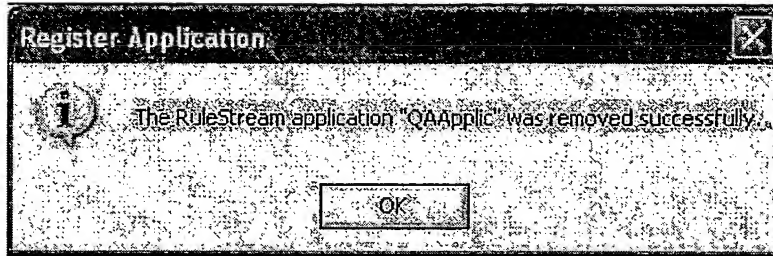 Register Application
The RuleStream application "QAApplic" was removed successfully.
OK